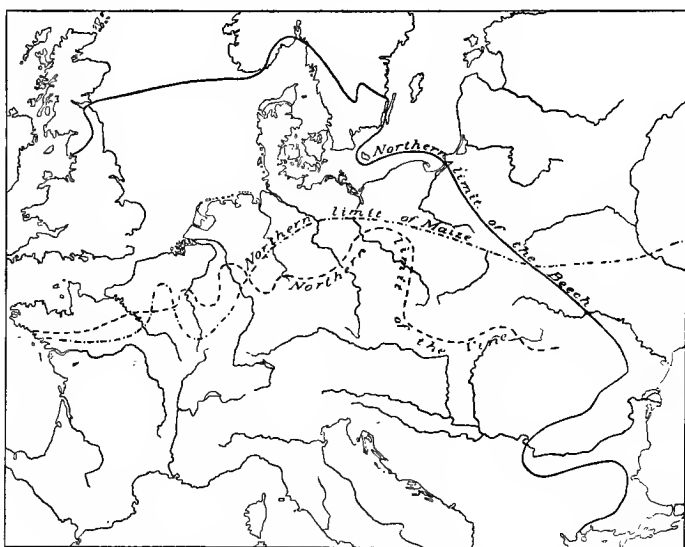 Northern limit of the Beech
Northern limit of Maize
Northern limit of the Vine